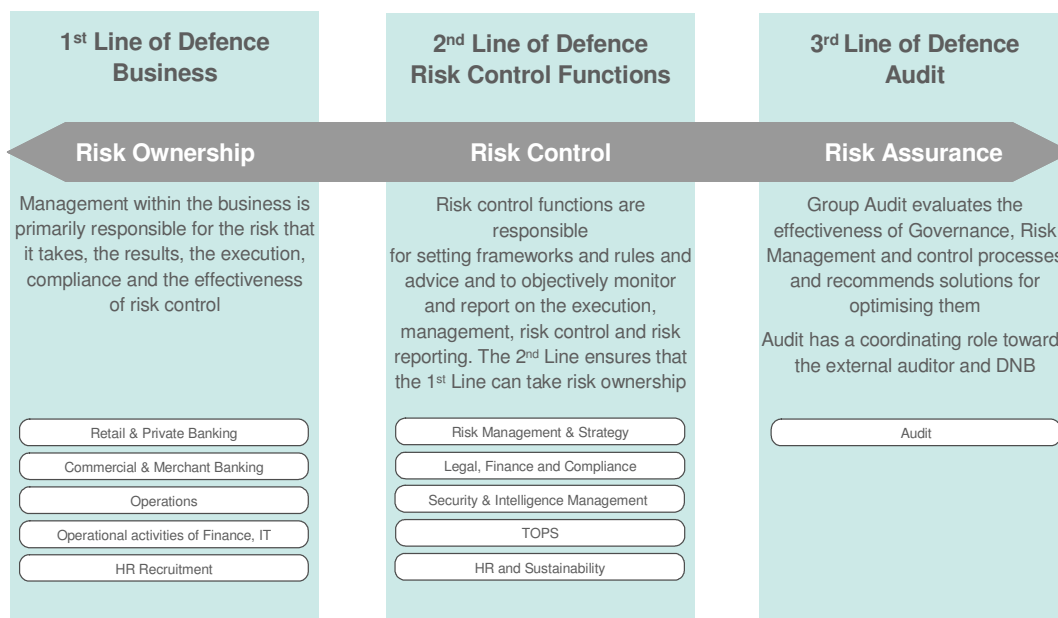 1st Line of Defence
Business
Risk Ownership
Management within the business is
primarily responsible for the risk that
it takes, the results, the execution,
compliance and the effectiveness
of risk control
Retail & Private Banking
Commercial & Merchant Banking
Operations
Operational activities of Finance, IT
HR Recruitment
2nd Line of Defence
Risk Control Functions
Risk Control
Risk control functions are
responsible
for setting frameworks and rules and
advice and to objectively monitor
and report on the execution,
management, risk control and risk
reporting. The 2nd Line ensures that
the 1st Line can take risk ownership
Risk Management & Strategy
Legal, Finance and Compliance
Security & Intelligence Management
TOPS
HR and Sustainability
3rd Line of Defence
Audit
Risk Assurance
Group Audit evaluates the
effectiveness of Governance, Risk
Management and control processes
and recommends solutions for
optimising them
Audit has a coordinating role toward
the external auditor and DNB
Audit